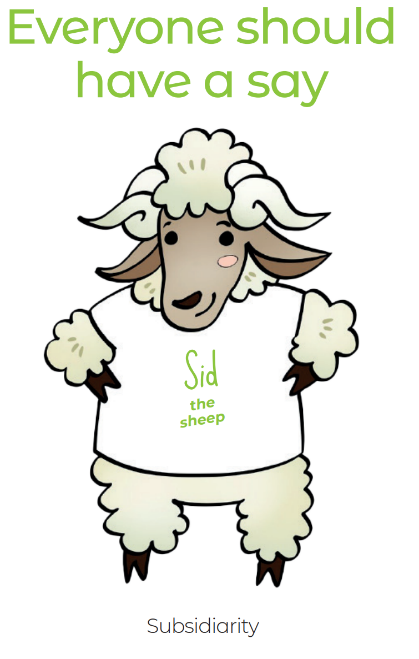 Everyone should
have a say
Sid
the
sheep
Subsidiarity